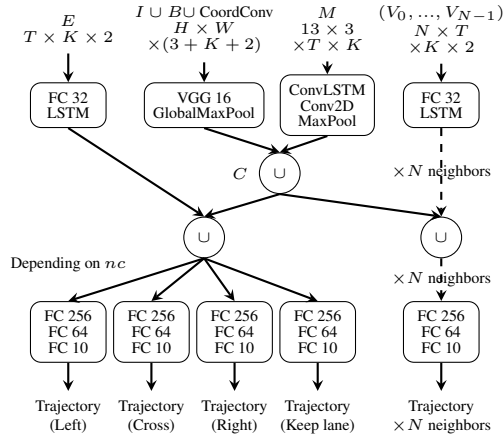 E
T × K × 2
I ∪ B∪ CoordConv
H × W
×(3 + K + 2)
M
13 × 3
×T × K
(V₀, ..., V_{N−1})
N × T
×K × 2
FC 32
LSTM
VGG 16
GlobalMaxPool
ConvLSTM
Conv2D
MaxPool
FC 32
LSTM
C
∪
×N neighbors
∪
∪
Depending on nc
×N neighbors
FC 256
FC 64
FC 10
FC 256
FC 64
FC 10
FC 256
FC 64
FC 10
FC 256
FC 64
FC 10
FC 256
FC 64
FC 10
Trajectory
(Left)
Trajectory
(Cross)
Trajectory
(Right)
Trajectory
(Keep lane)
Trajectory
×N neighbors